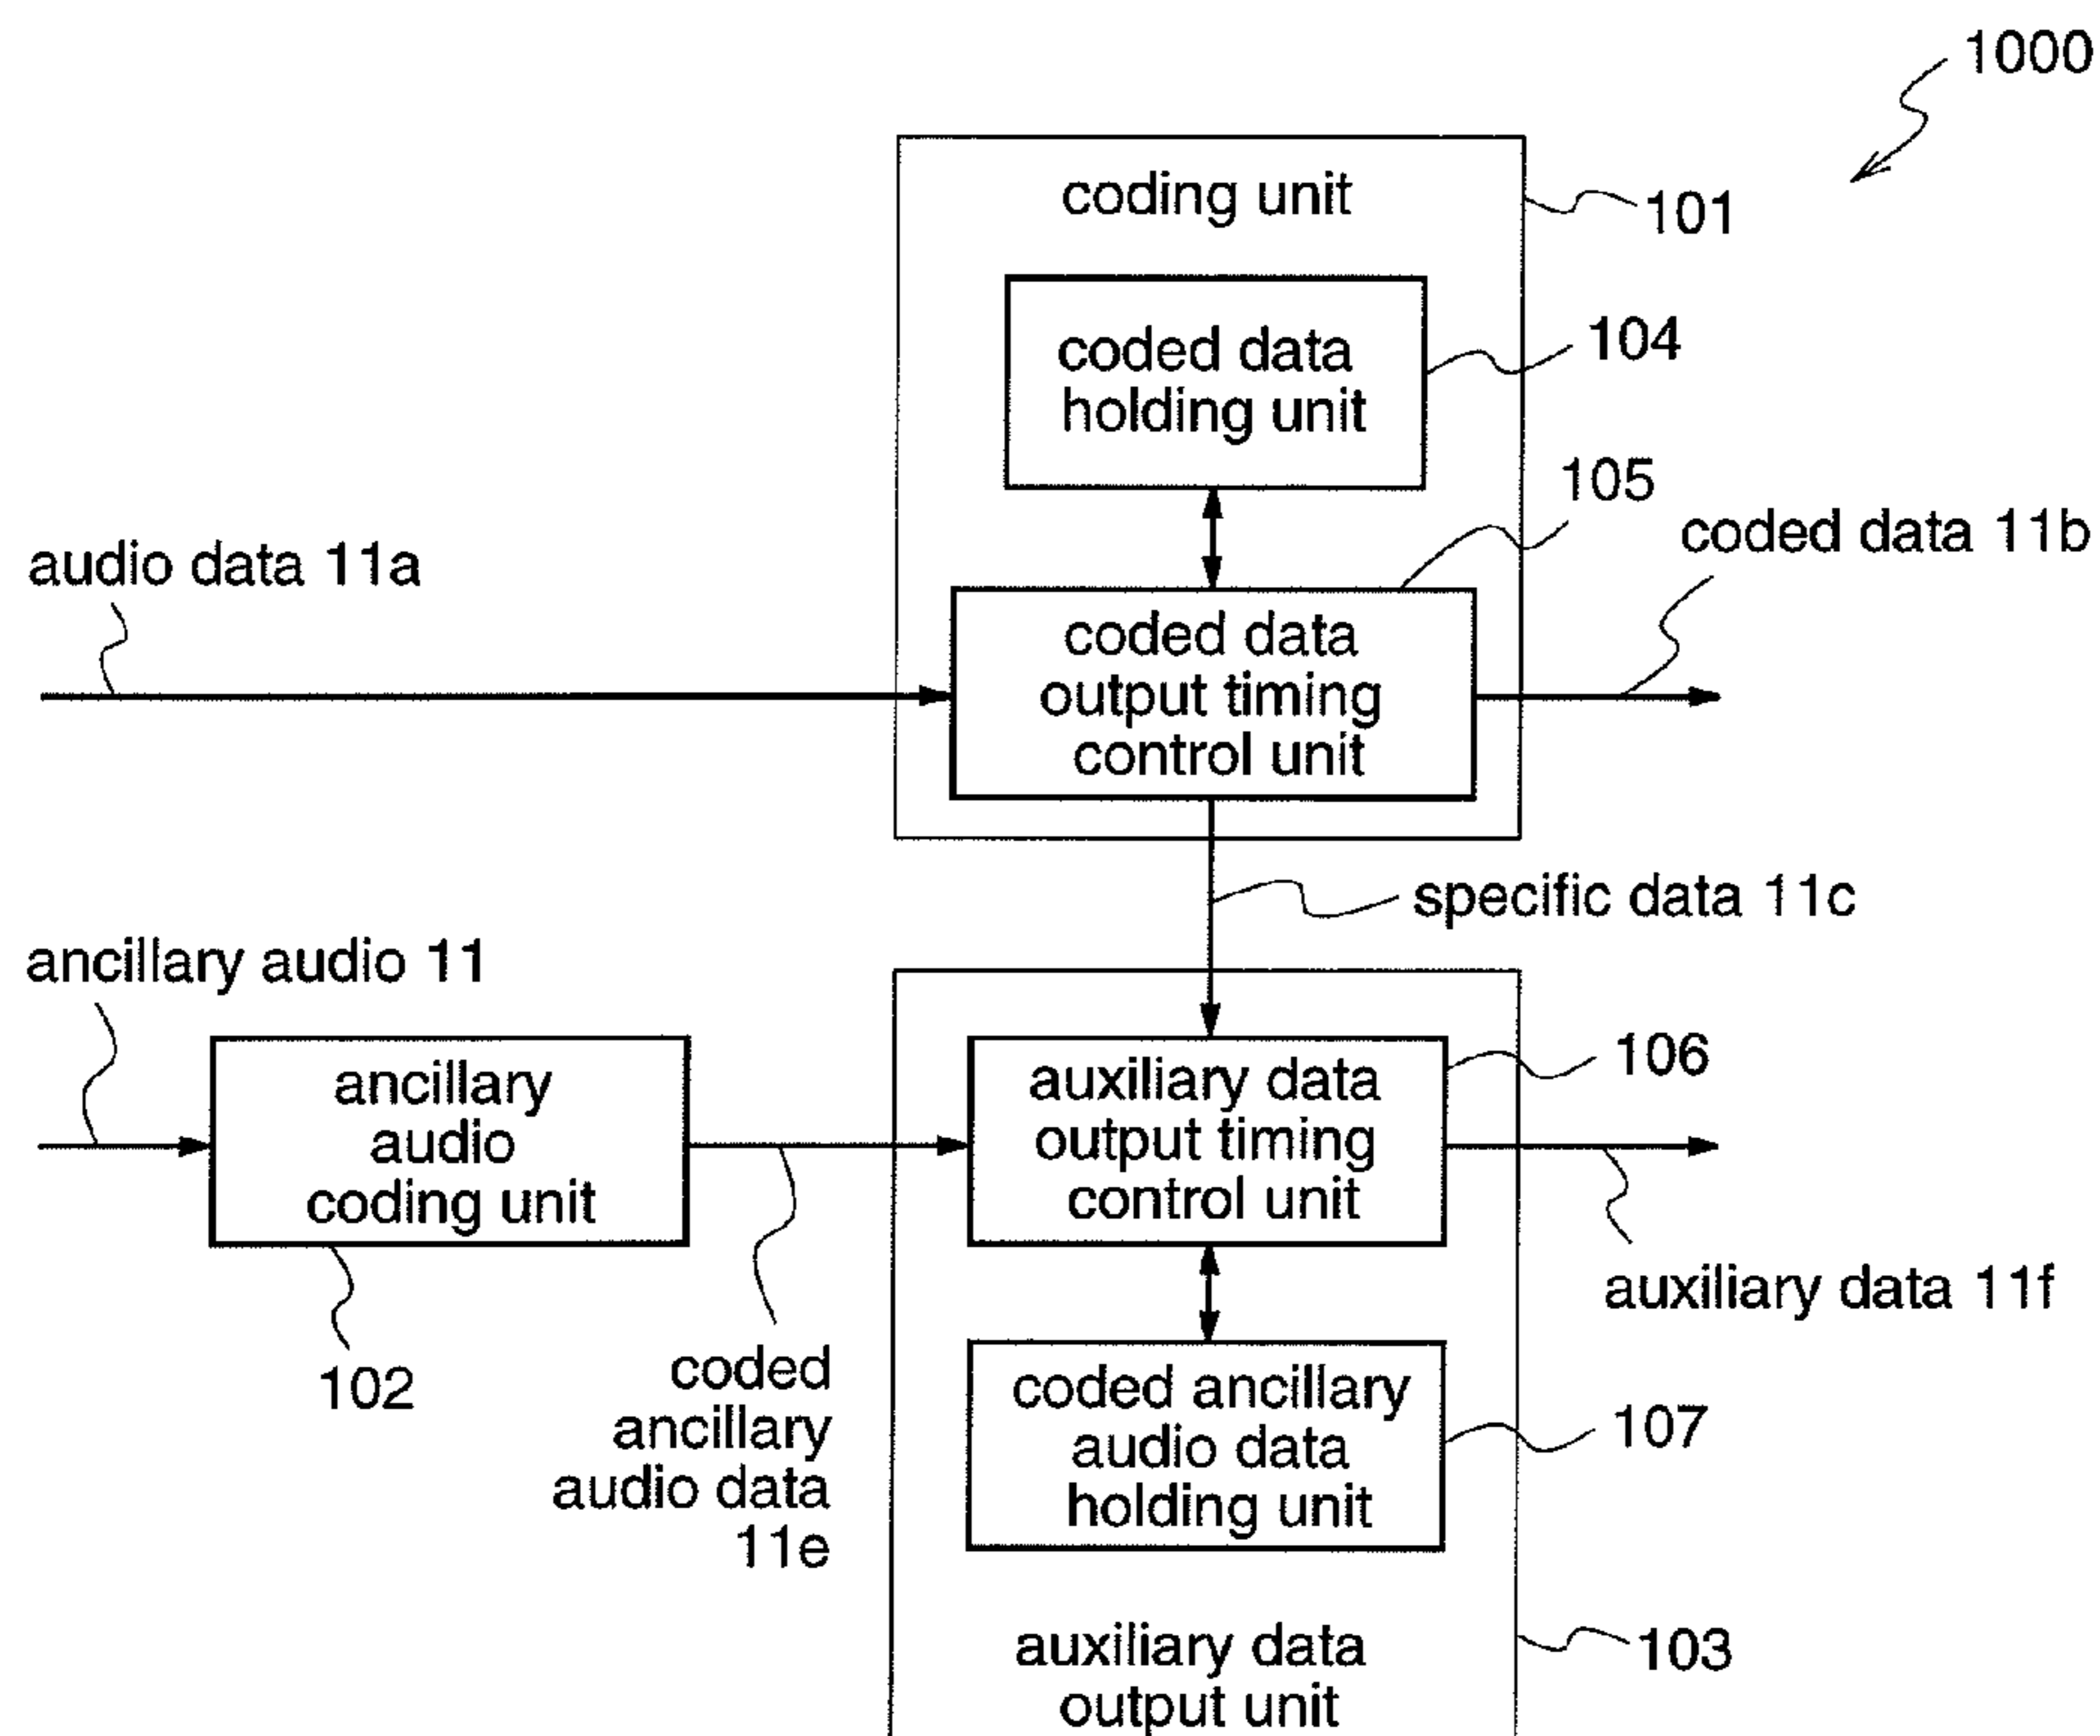 1000
coding unit
101
coded data
holding unit
104
105
coded data 11b
audio data 11a
coded data
output timing
control unit
specific data 11c
ancillary audio 11
ancillary
audio
coding unit
102
coded
ancillary
audio data
11e
auxiliary data
output timing
control unit
106
auxiliary data 11f
coded ancillary
audio data
holding unit
107
auxiliary data
output unit
103